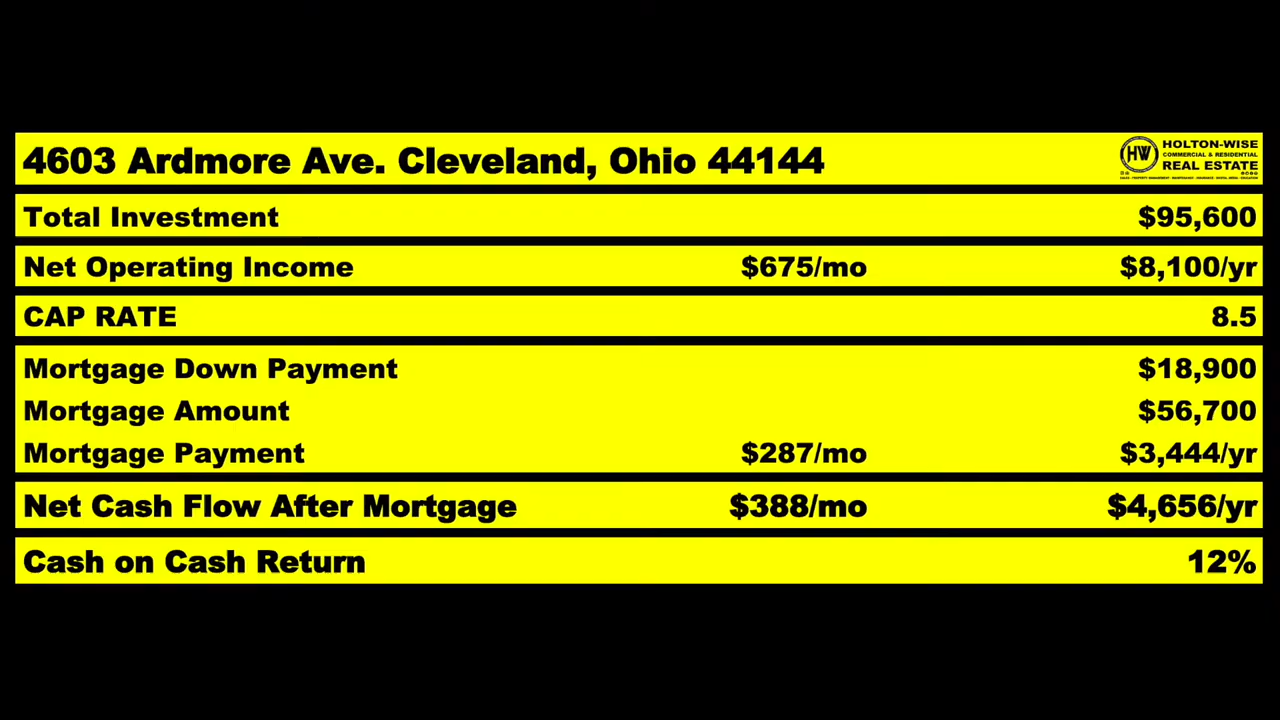 4603 Ardmore Ave. Cleveland, Ohio 44144
HW
HOLTON-WISE
COMMERCIAL & RESIDENTIAL
REAL ESTATE
Total Investment $95,600
Net Operating Income $675/mo $8,100/yr
CAP RATE 8.5
Mortgage Down Payment $18,900
Mortgage Amount $56,700
Mortgage Payment $287/mo $3,444/yr
Net Cash Flow After Mortgage $388/mo $4,656/yr
Cash on Cash Return 12%